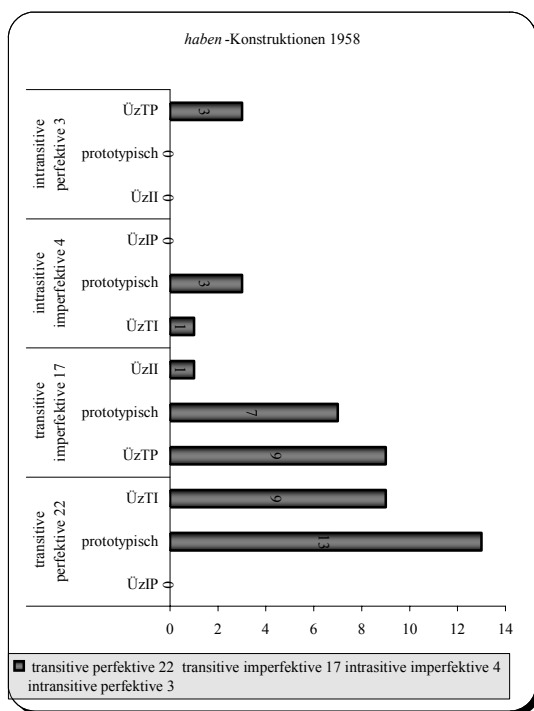 haben-Konstruktionen 1958
intransitive
perfektive 3
ÜzTP
3
prototypisch
0
ÜzII
0
intrasitive
imperfektive 4
ÜzIP
0
prototypisch
3
ÜzTI
1
transitive
imperfektive 17
ÜzII
1
prototypisch
7
ÜzTP
9
transitive
perfektive 22
ÜzTI
9
prototypisch
13
ÜzIP
0
0 2 4 6 8 10 12 14
transitive perfektive 22 transitive imperfektive 17 intrasitive imperfektive 4
intransitive perfektive 3